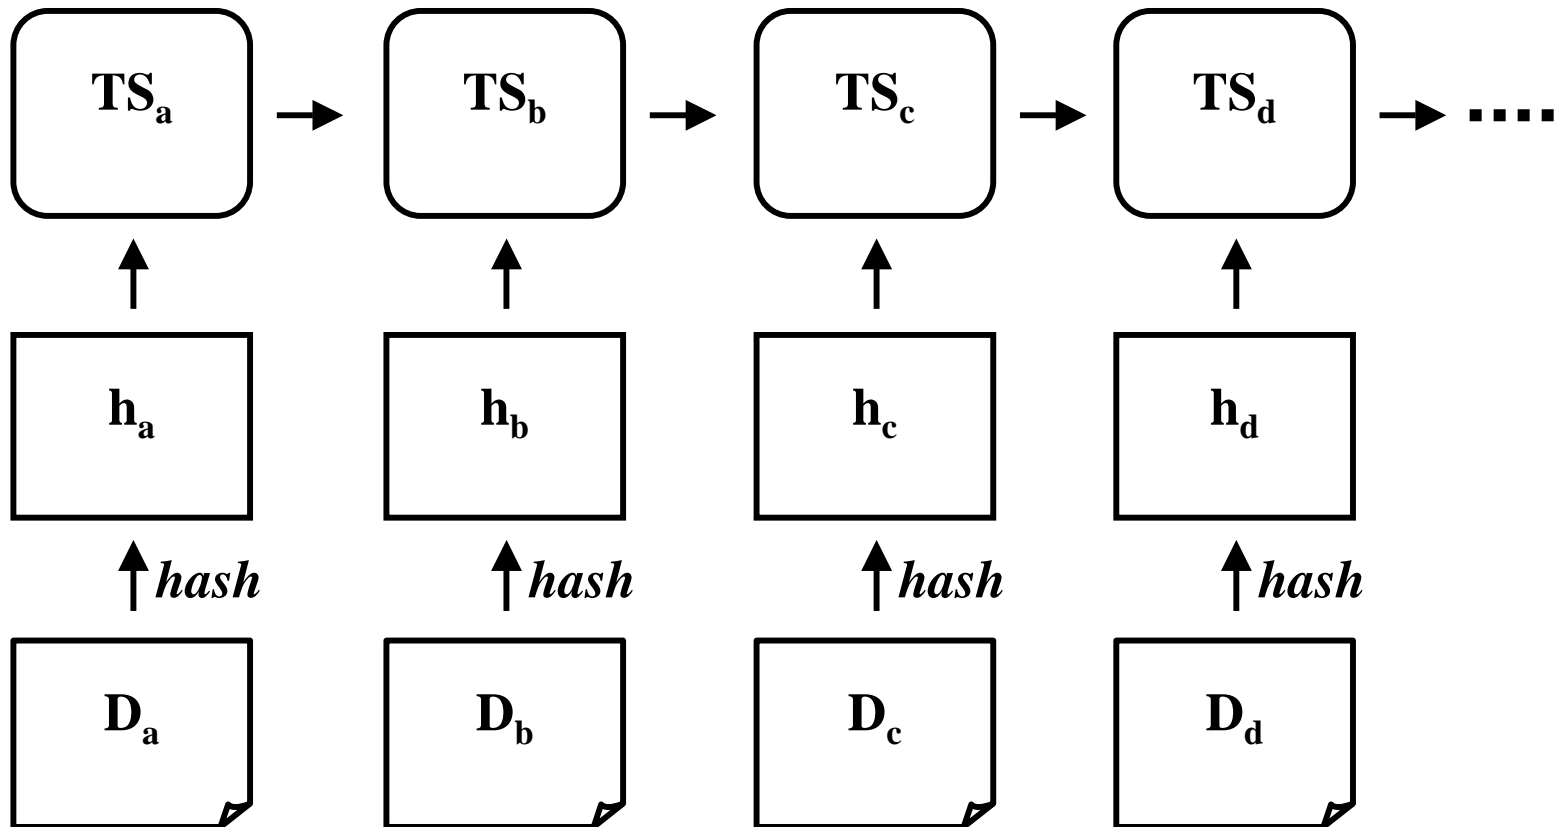 TSa TSb TSc TSd ....
ha hb hc hd
hash hash hash hash
Da Db Dc Dd